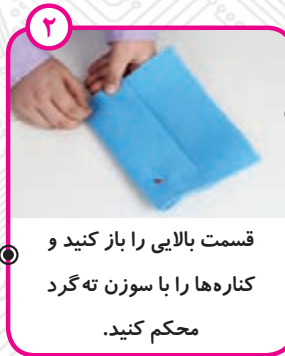 ۲
قسمت بالایی را باز کنید و
کناره‌ها را با سوزن ته گرد
محکم کنید.